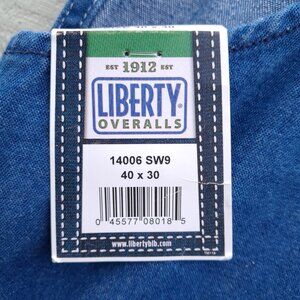 EST 1912 EST
LIBERTY®
OVERALLS
14006 SW9
40 x 30
0 45577 08018 5
www.libertybib.com